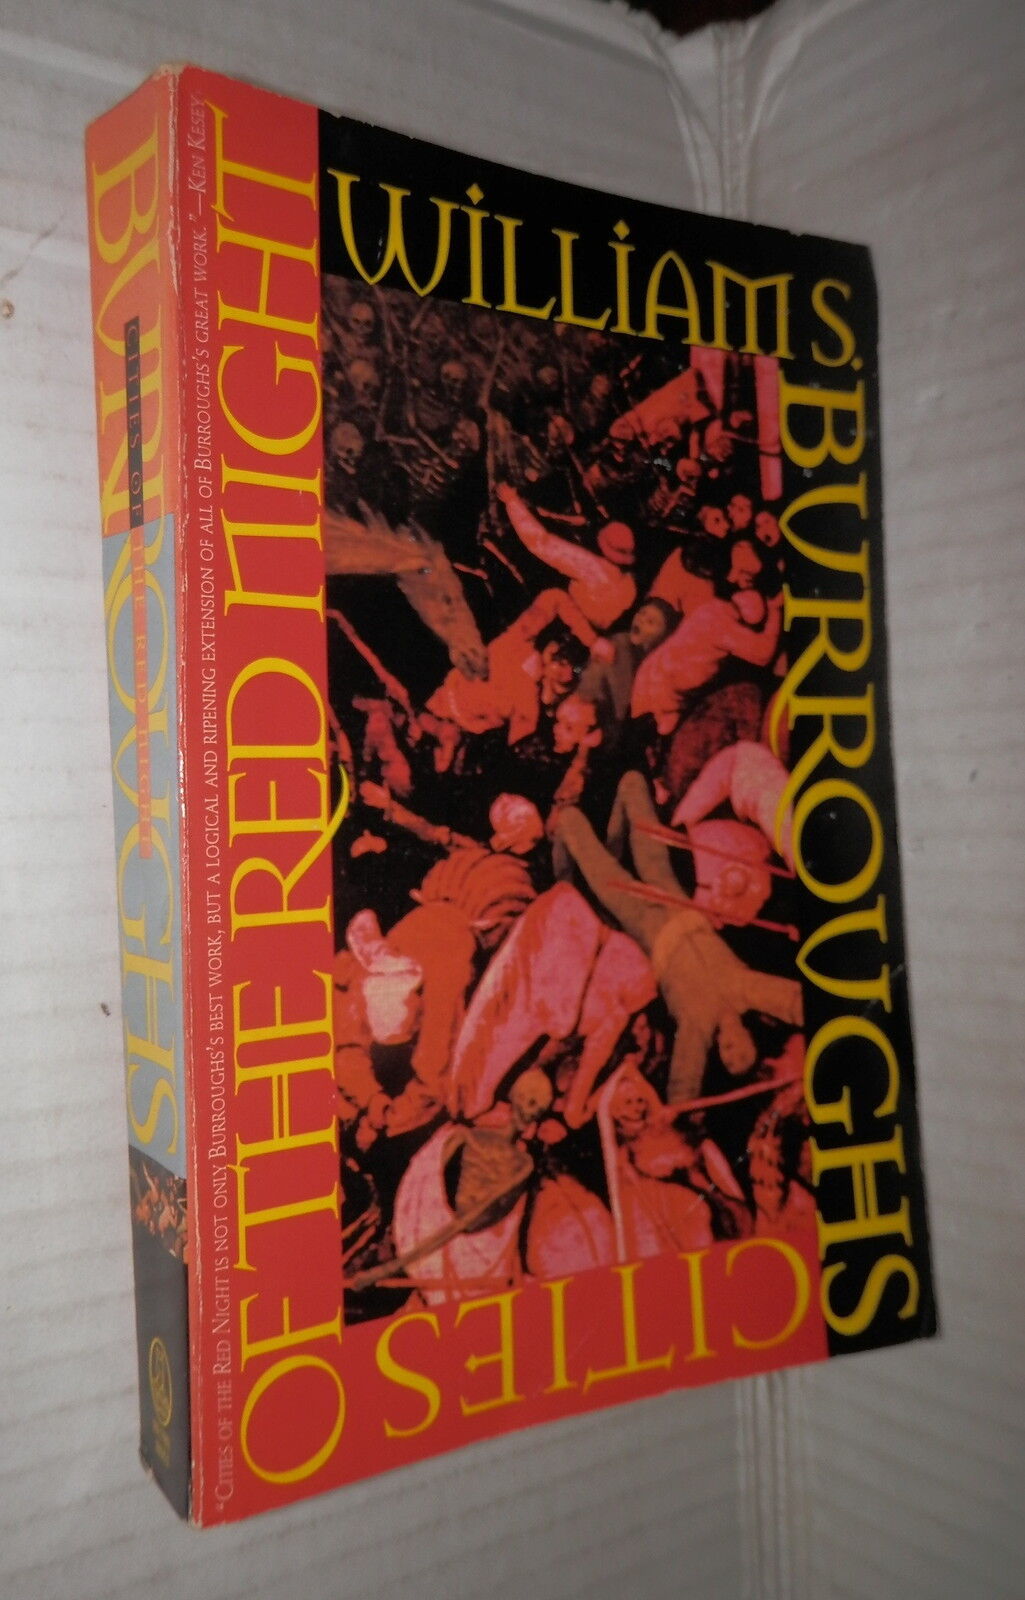 WILLIAM S.
BURROUGHS
CITIES
OF THE RED NIGHT
"CITIES OF THE RED NIGHT IS NOT ONLY BURROUGHS'S BEST WORK, BUT A LOGICAL AND RIPENING EXTENSION OF ALL OF BURROUGHS'S GREAT WORK."—KEN KESEY
BURROUGHS
CITIES OF THE RED NIGHT